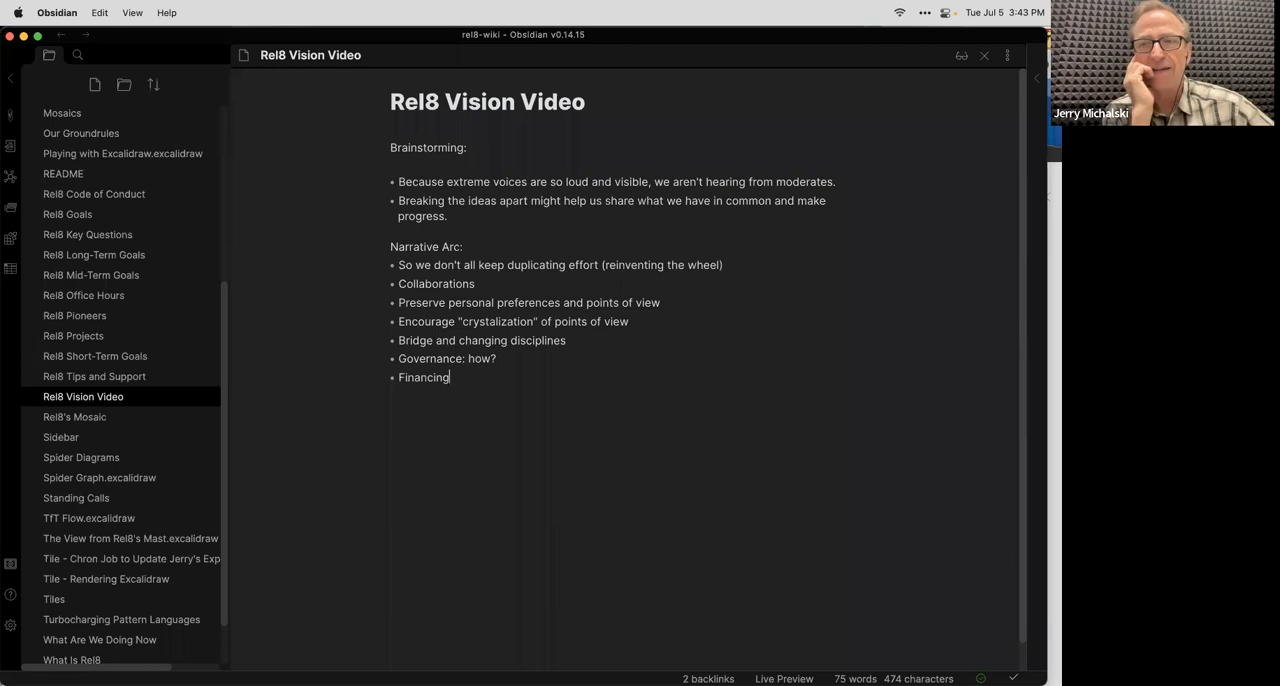 Obsidian Edit View Help
Tue Jul 5 3:43 PM
rel8-wiki - Obsidian v0.14.15
Rel8 Vision Video
Mosaics
Our Groundrules
Playing with Excalidraw.excalidraw
README
Rel8 Code of Conduct
Rel8 Goals
Rel8 Key Questions
Rel8 Long-Term Goals
Rel8 Mid-Term Goals
Rel8 Office Hours
Rel8 Pioneers
Rel8 Projects
Rel8 Short-Term Goals
Rel8 Tips and Support
Rel8 Vision Video
Rel8's Mosaic
Sidebar
Spider Diagrams
Spider Graph.excalidraw
Standing Calls
TfT Flow.excalidraw
The View from Rel8's Mast.excalidraw
Tile - Chron Job to Update Jerry's Exp
Tile - Rendering Excalidraw
Tiles
Turbocharging Pattern Languages
What Are We Doing Now
What Is Rel8
Rel8 Vision Video
Brainstorming:
• Because extreme voices are so loud and visible, we aren't hearing from moderates.
• Breaking the ideas apart might help us share what we have in common and make
progress.
Narrative Arc:
• So we don't all keep duplicating effort (reinventing the wheel)
• Collaborations
• Preserve personal preferences and points of view
• Encourage "crystalization" of points of view
• Bridge and changing disciplines
• Governance: how?
• Financing
2 backlinks Live Preview 75 words 474 characters
Jerry Michalski